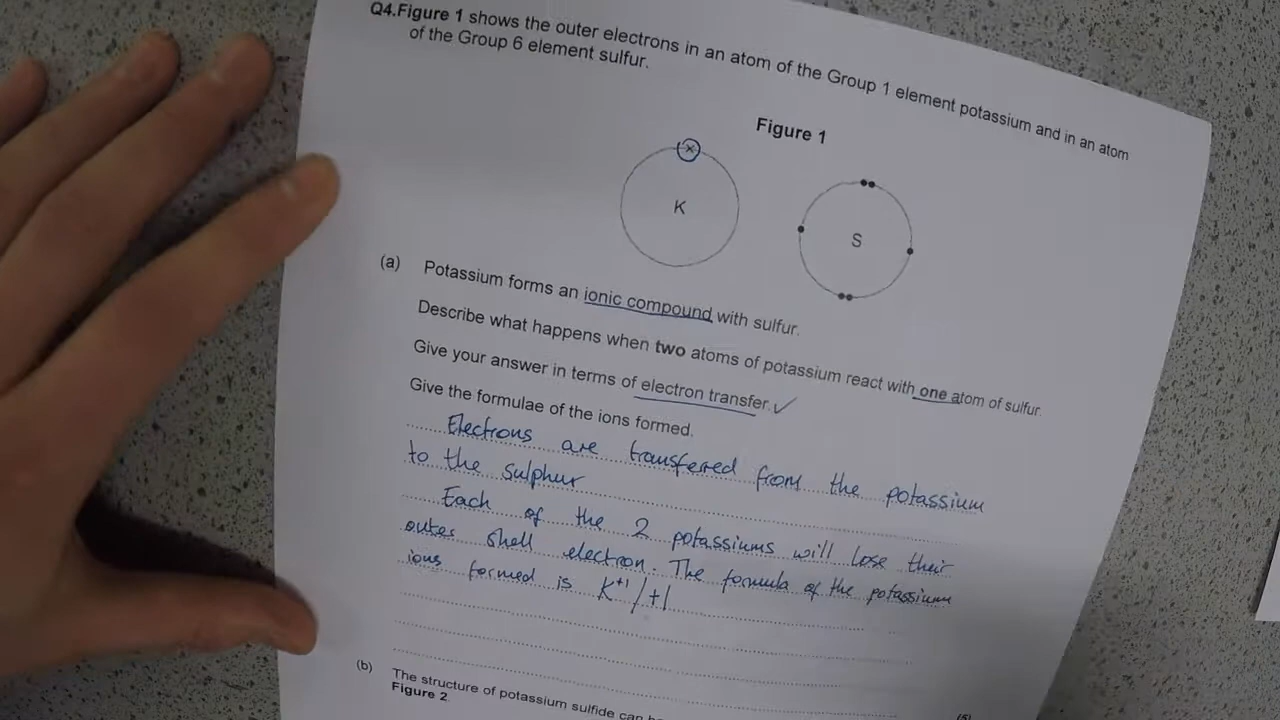 Q4.Figure 1 shows the outer electrons in an atom of the Group 1 element potassium and in an atom
of the Group 6 element sulfur.
Figure 1
K
S
(a) Potassium forms an ionic compound with sulfur.
Describe what happens when two atoms of potassium react with one atom of sulfur.
Give your answer in terms of electron transfer.
Give the formulae of the ions formed.
Electrons are transferred from the potassium
to the sulphur
Each of the 2 potassiums will lose their
outer shell electron. The formula of the potassium
ions formed is K+1/+1
(5)
(b) The structure of potassium sulfide can
Figure 2.